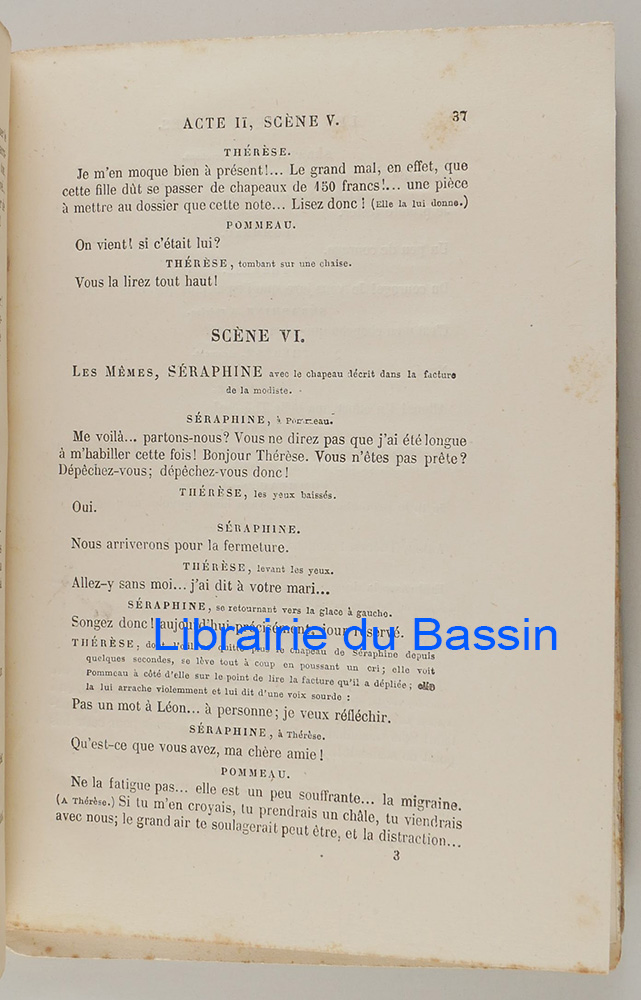 ACTE II, SCÈNE V.
37
THÉRÈSE.
Je m'en moque bien à présent!... Le grand mal, en effet, que
cette fille dût se passer de chapeaux de 150 francs!... une pièce
à mettre au dossier que cette note... Lisez donc! (Elle la lui donne.)
POMMEAU.
On vient! si c'était lui?
THÉRÈSE, tombant sur une chaise.
Vous la lirez tout haut!
SCÈNE VI.
LES MÊMES, SÉRAPHINE avec le chapeau décrit dans la facture
de la modiste.
SÉRAPHINE, à Pommeau.
Me voilà... partons-nous? Vous ne direz pas que j'ai été longue
à m'habiller cette fois! Bonjour Thérèse. Vous n'êtes pas prête?
Dépêchez-vous; dépêchez-vous donc!
THÉRÈSE, les yeux baissés.
Oui.
SÉRAPHINE.
Nous arriverons pour la fermeture.
THÉRÈSE, levant les yeux.
Allez-y sans moi... j'ai dit à votre mari...
SÉRAPHINE, se retournant vers la glace à gauche.
Songez donc! aujourd'hui précisément, jour réservé.
Librairie du Bassin
THÉRÈSE, quitte le chapeau de Séraphine depuis
quelques secondes, se lève tout à coup en poussant un cri; elle voit
Pommeau à côté d'elle sur le point de lire la facture qu'il a dépliée; elle
la lui arrache violemment et lui dit d'une voix sourde :
Pas un mot à Léon... à personne; je veux réfléchir.
SÉRAPHINE, à Thérèse.
Qu'est-ce que vous avez, ma chère amie!
POMMEAU.
Ne la fatigue pas... elle est un peu souffrante... la migraine.
(A Thérèse.) Si tu m'en croyais, tu prendrais un châle, tu viendrais
avec nous; le grand air te soulagerait peut être, et la distraction...
3